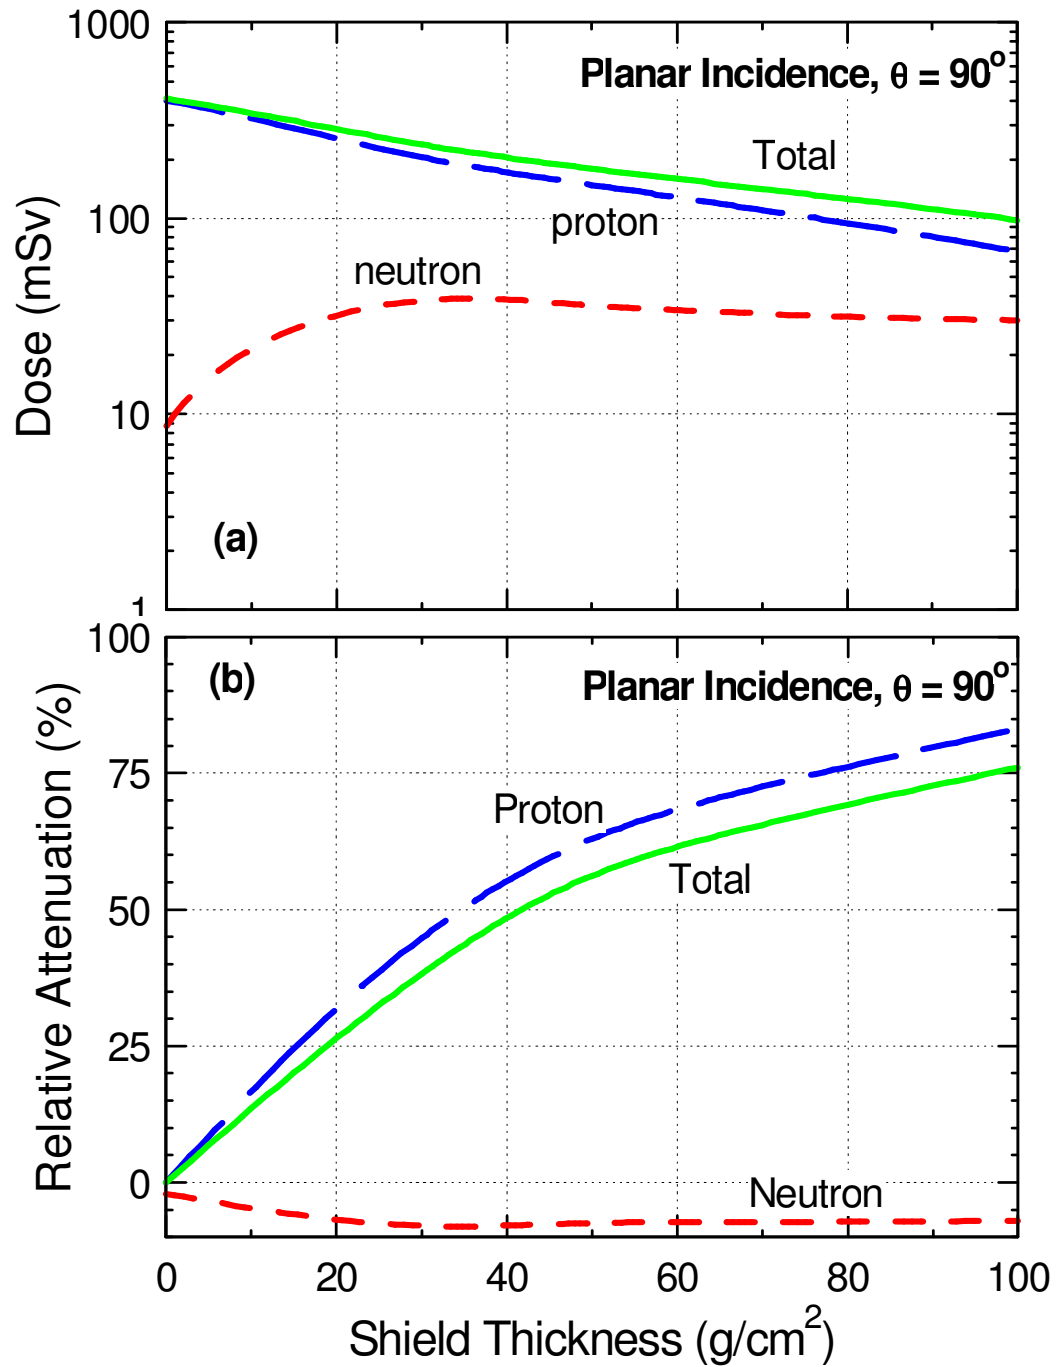 1000
Planar Incidence, θ = 90°
Total
100
proton
neutron
Dose (mSv)
10
(a)
1
100
(b)
Planar Incidence, θ = 90°
75
Proton
Total
50
Relative Attenuation (%)
25
0
Neutron
0 20 40 60 80 100
Shield Thickness (g/cm²)